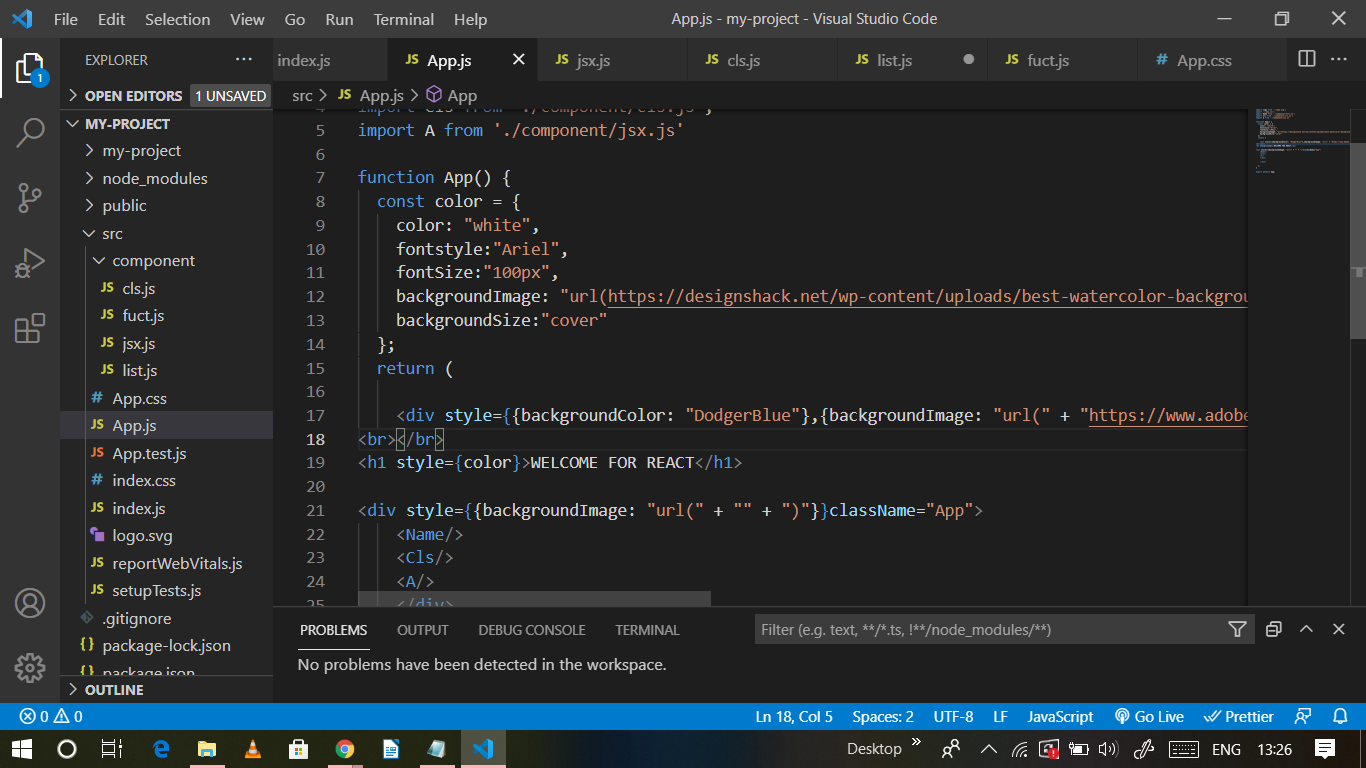 File Edit Selection View Go Run Terminal Help App.js - my-project - Visual Studio Code
EXPLORER
OPEN EDITORS 1 UNSAVED
MY-PROJECT
my-project
node_modules
public
src
component
JS cls.js
JS fuct.js
JS jsx.js
JS list.js
# App.css
JS App.js
JS App.test.js
# index.css
JS index.js
logo.svg
JS reportWebVitals.js
JS setupTests.js
.gitignore
{} package-lock.json
{} package.json
OUTLINE
1
index.js JS App.js JS jsx.js JS cls.js JS list.js JS fuct.js # App.css
src > JS App.js > App
import Cls from './component/cls.js';
5 import A from './component/jsx.js'
6
7 function App() {
8 const color = {
9 color: "white",
10 fontstyle:"Ariel",
11 fontSize:"100px",
12 backgroundImage: "url(https://designshack.net/wp-content/uploads/best-watercolor-backgrou
13 backgroundSize:"cover"
14 };
15 return (
16
17 <div style={{backgroundColor: "DodgerBlue"},{backgroundImage: "url(" + "https://www.adobe
18 <br></br>
19 <h1 style={color}>WELCOME FOR REACT</h1>
20
21 <div style={{backgroundImage: "url(" + "" + ")"}}className="App">
22 <Name/>
23 <Cls/>
24 <A/>
25 </div>
PROBLEMS OUTPUT DEBUG CONSOLE TERMINAL Filter (e.g. text, **/*.ts, !**/node_modules/**)
No problems have been detected in the workspace.
0 0 Ln 18, Col 5 Spaces: 2 UTF-8 LF JavaScript Go Live Prettier
Desktop » ENG 13:26